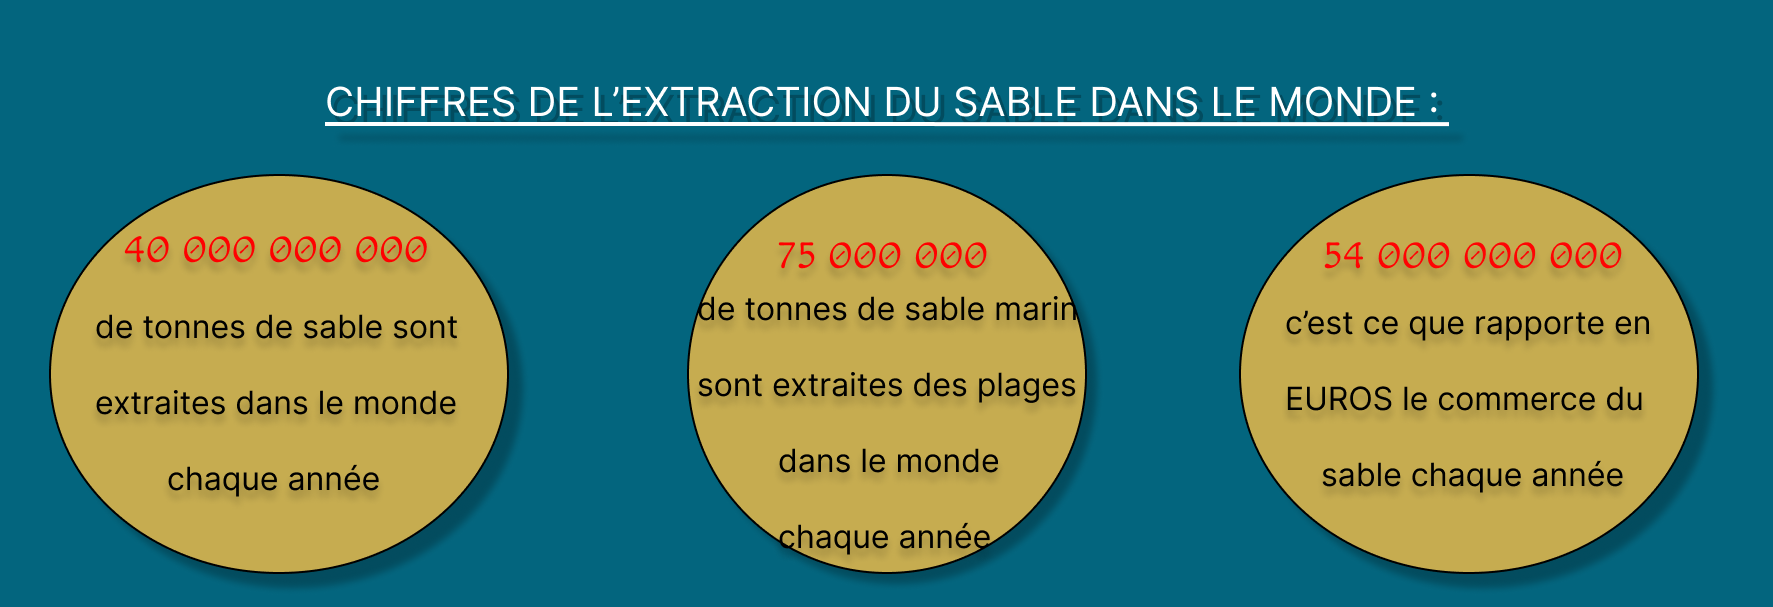 CHIFFRES DE L’EXTRACTION DU SABLE DANS LE MONDE :
40 000 000 000
de tonnes de sable sont
extraites dans le monde
chaque année
75 000 000
de tonnes de sable marin
sont extraites des plages
dans le monde
chaque année
54 000 000 000
c’est ce que rapporte en
EUROS le commerce du
sable chaque année